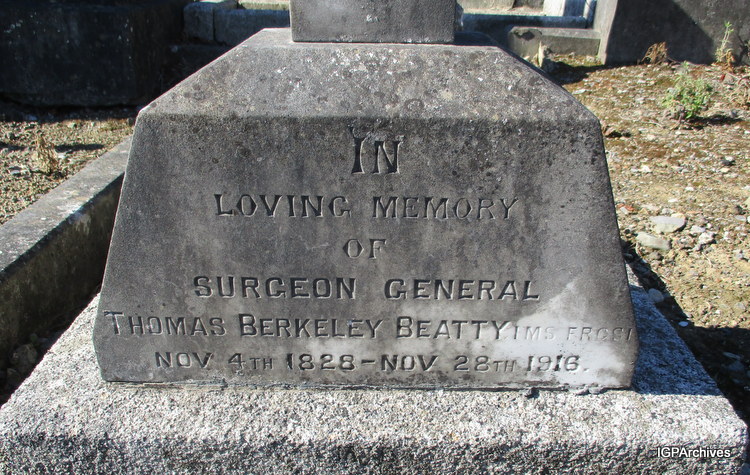 IN
LOVING MEMORY
OF
SURGEON GENERAL
THOMAS BERKELEY BEATTY IMS FRCSI
NOV 4TH 1828 - NOV 28TH 1916.
IGPArchives